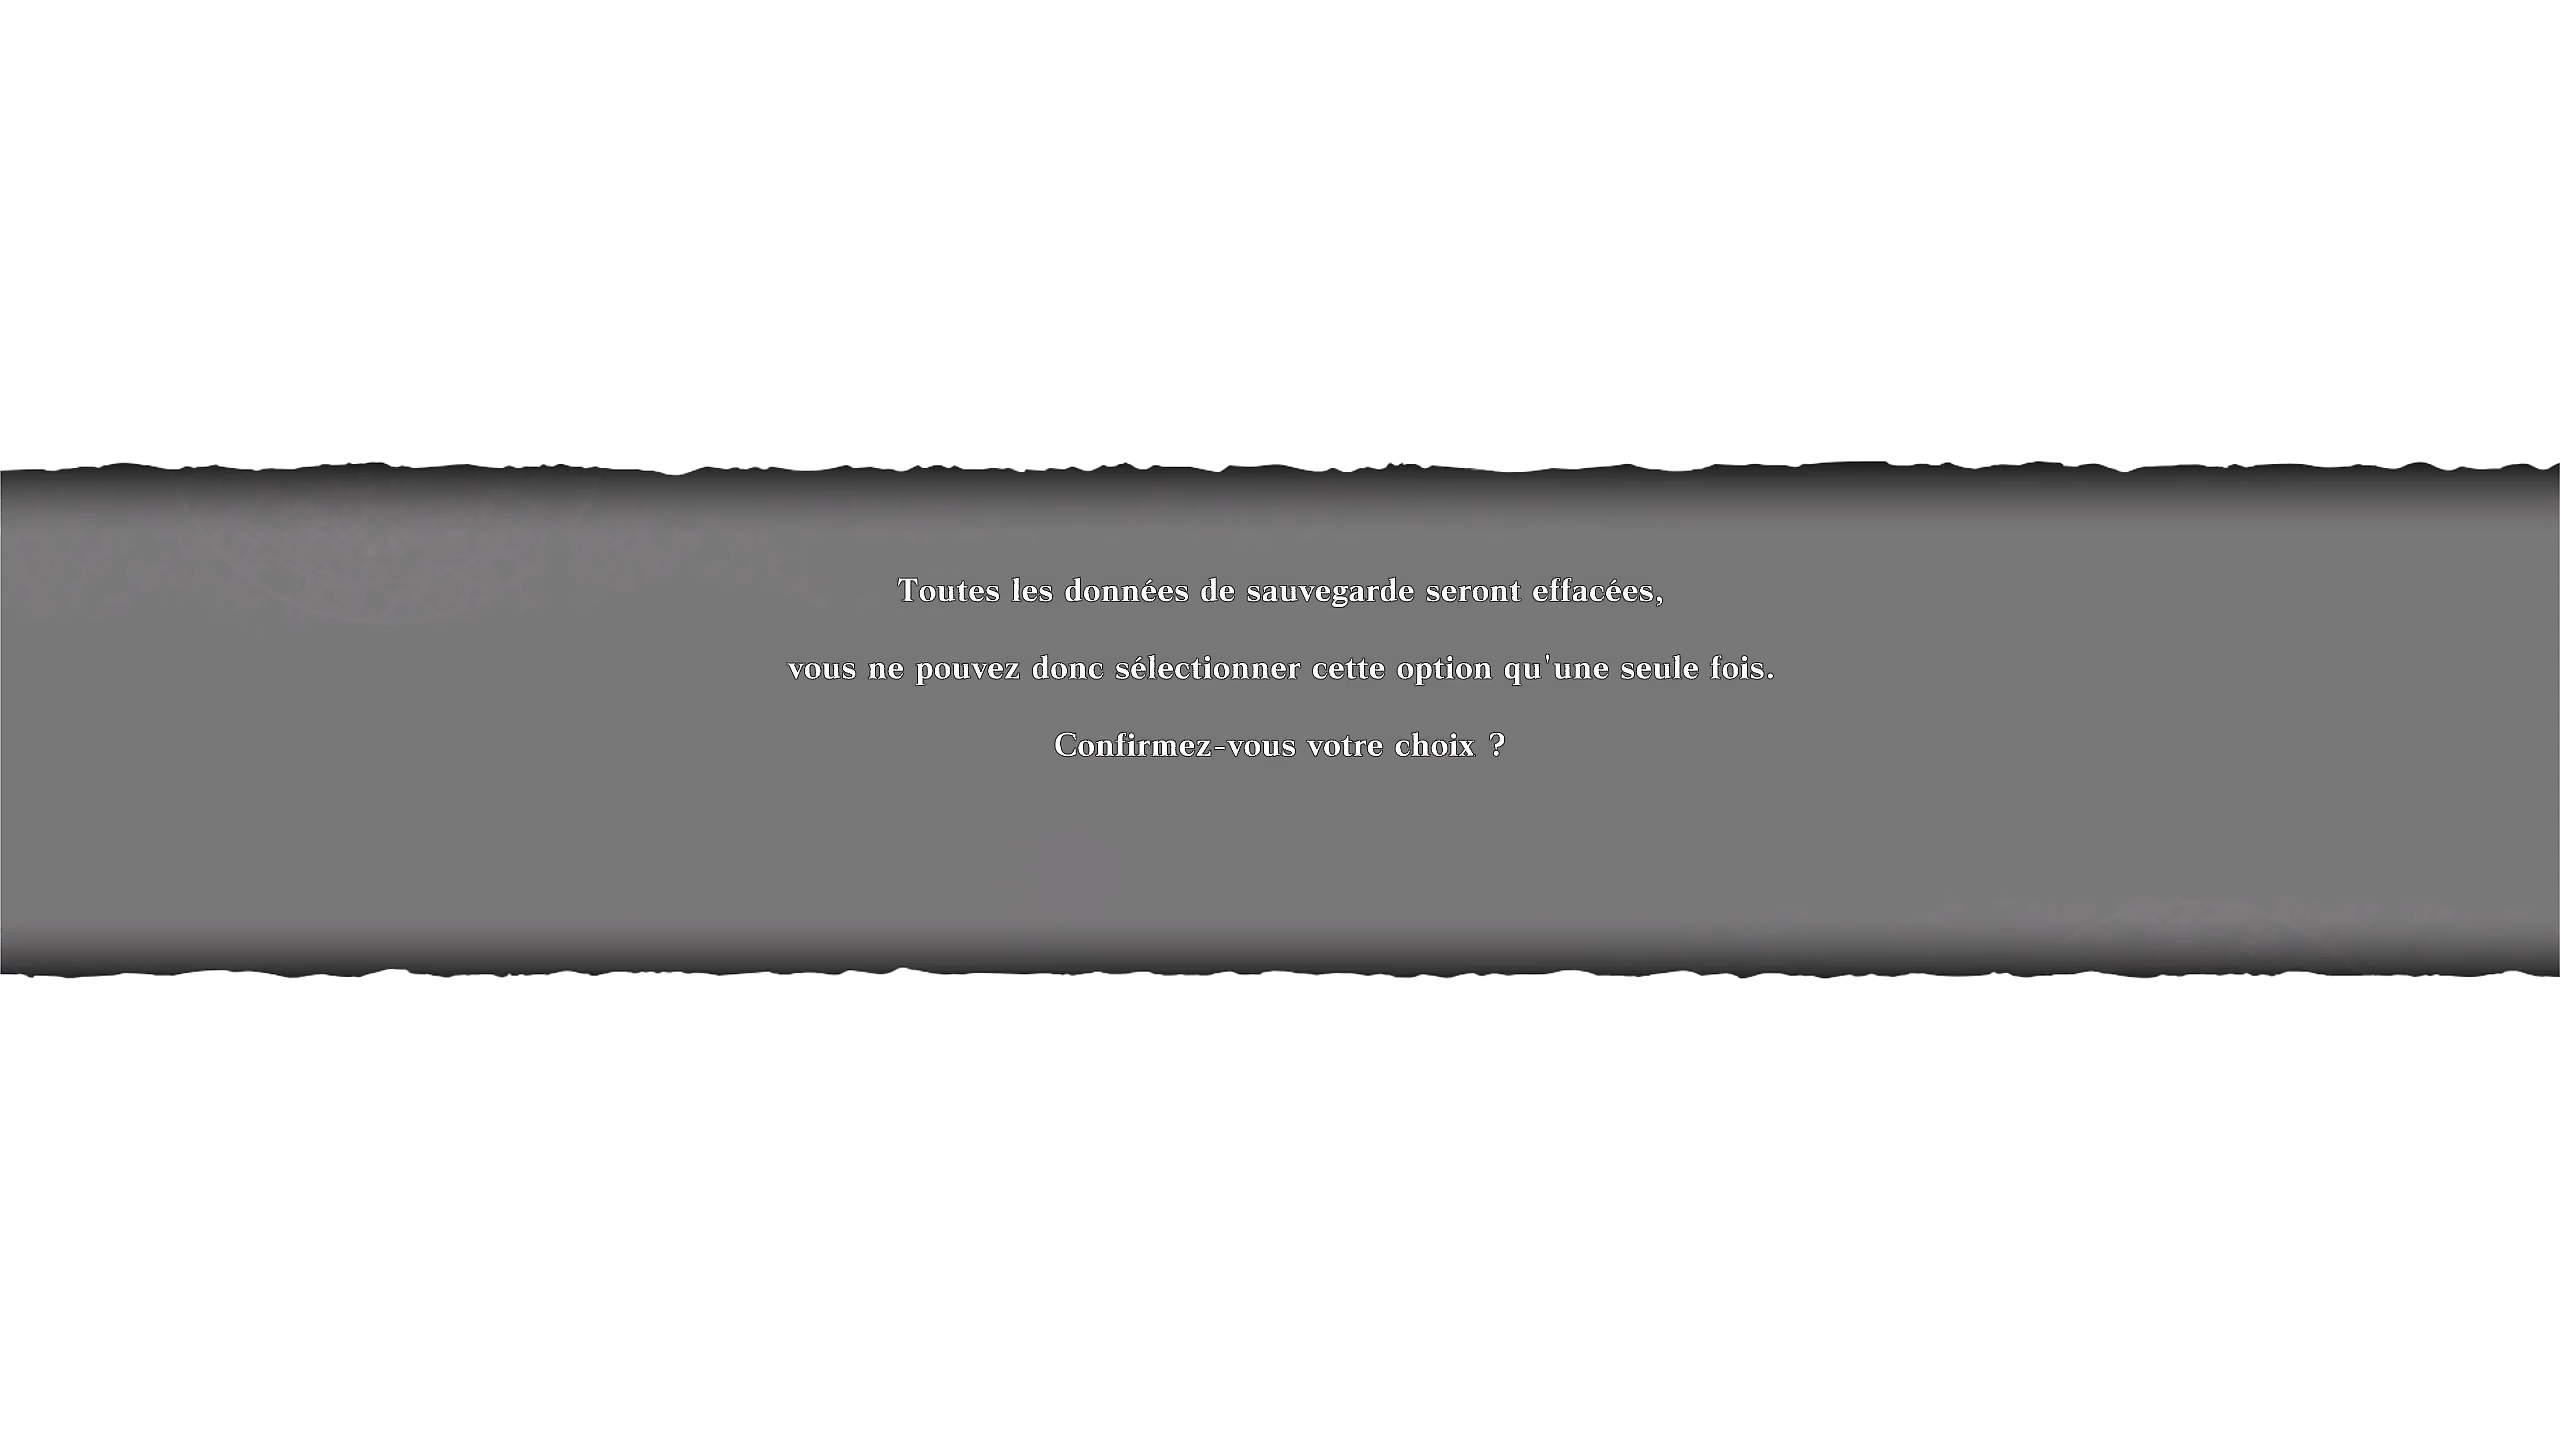 Toutes les données de sauvegarde seront effacées,
vous ne pouvez donc sélectionner cette option qu'une seule fois.
Confirmez-vous votre choix ?